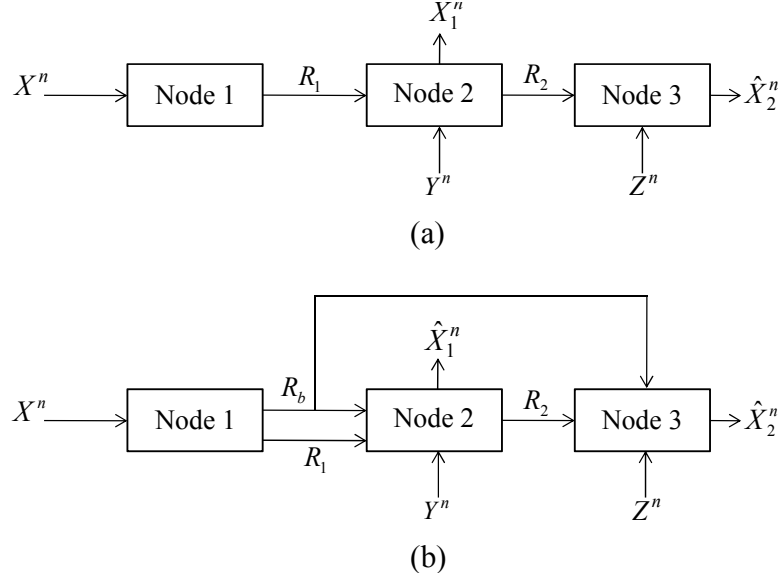 X_1^n
X^n Node 1 R_1 Node 2 R_2 Node 3 X̂_2^n
Y^n Z^n
(a)
X̂_1^n
X^n Node 1 R_b Node 2 R_2 Node 3 X̂_2^n
R_1
Y^n Z^n
(b)